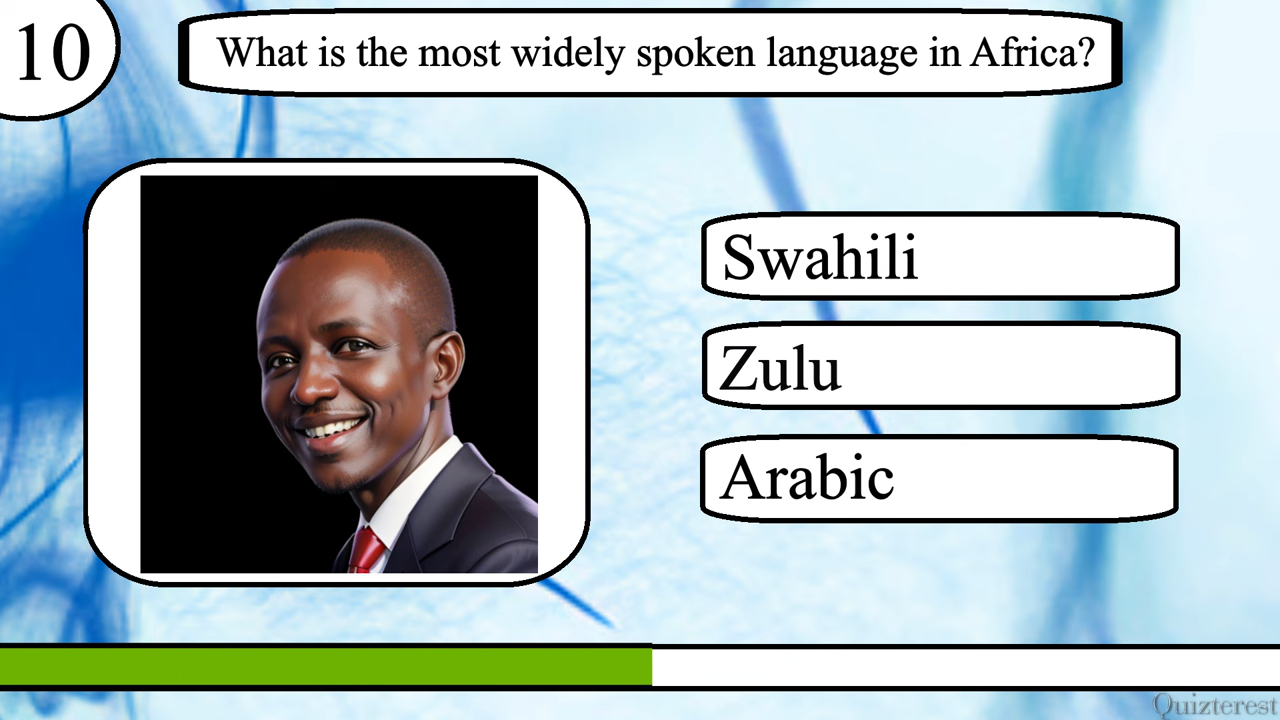 10
What is the most widely spoken language in Africa?
Swahili
Zulu
Arabic
Quizterest